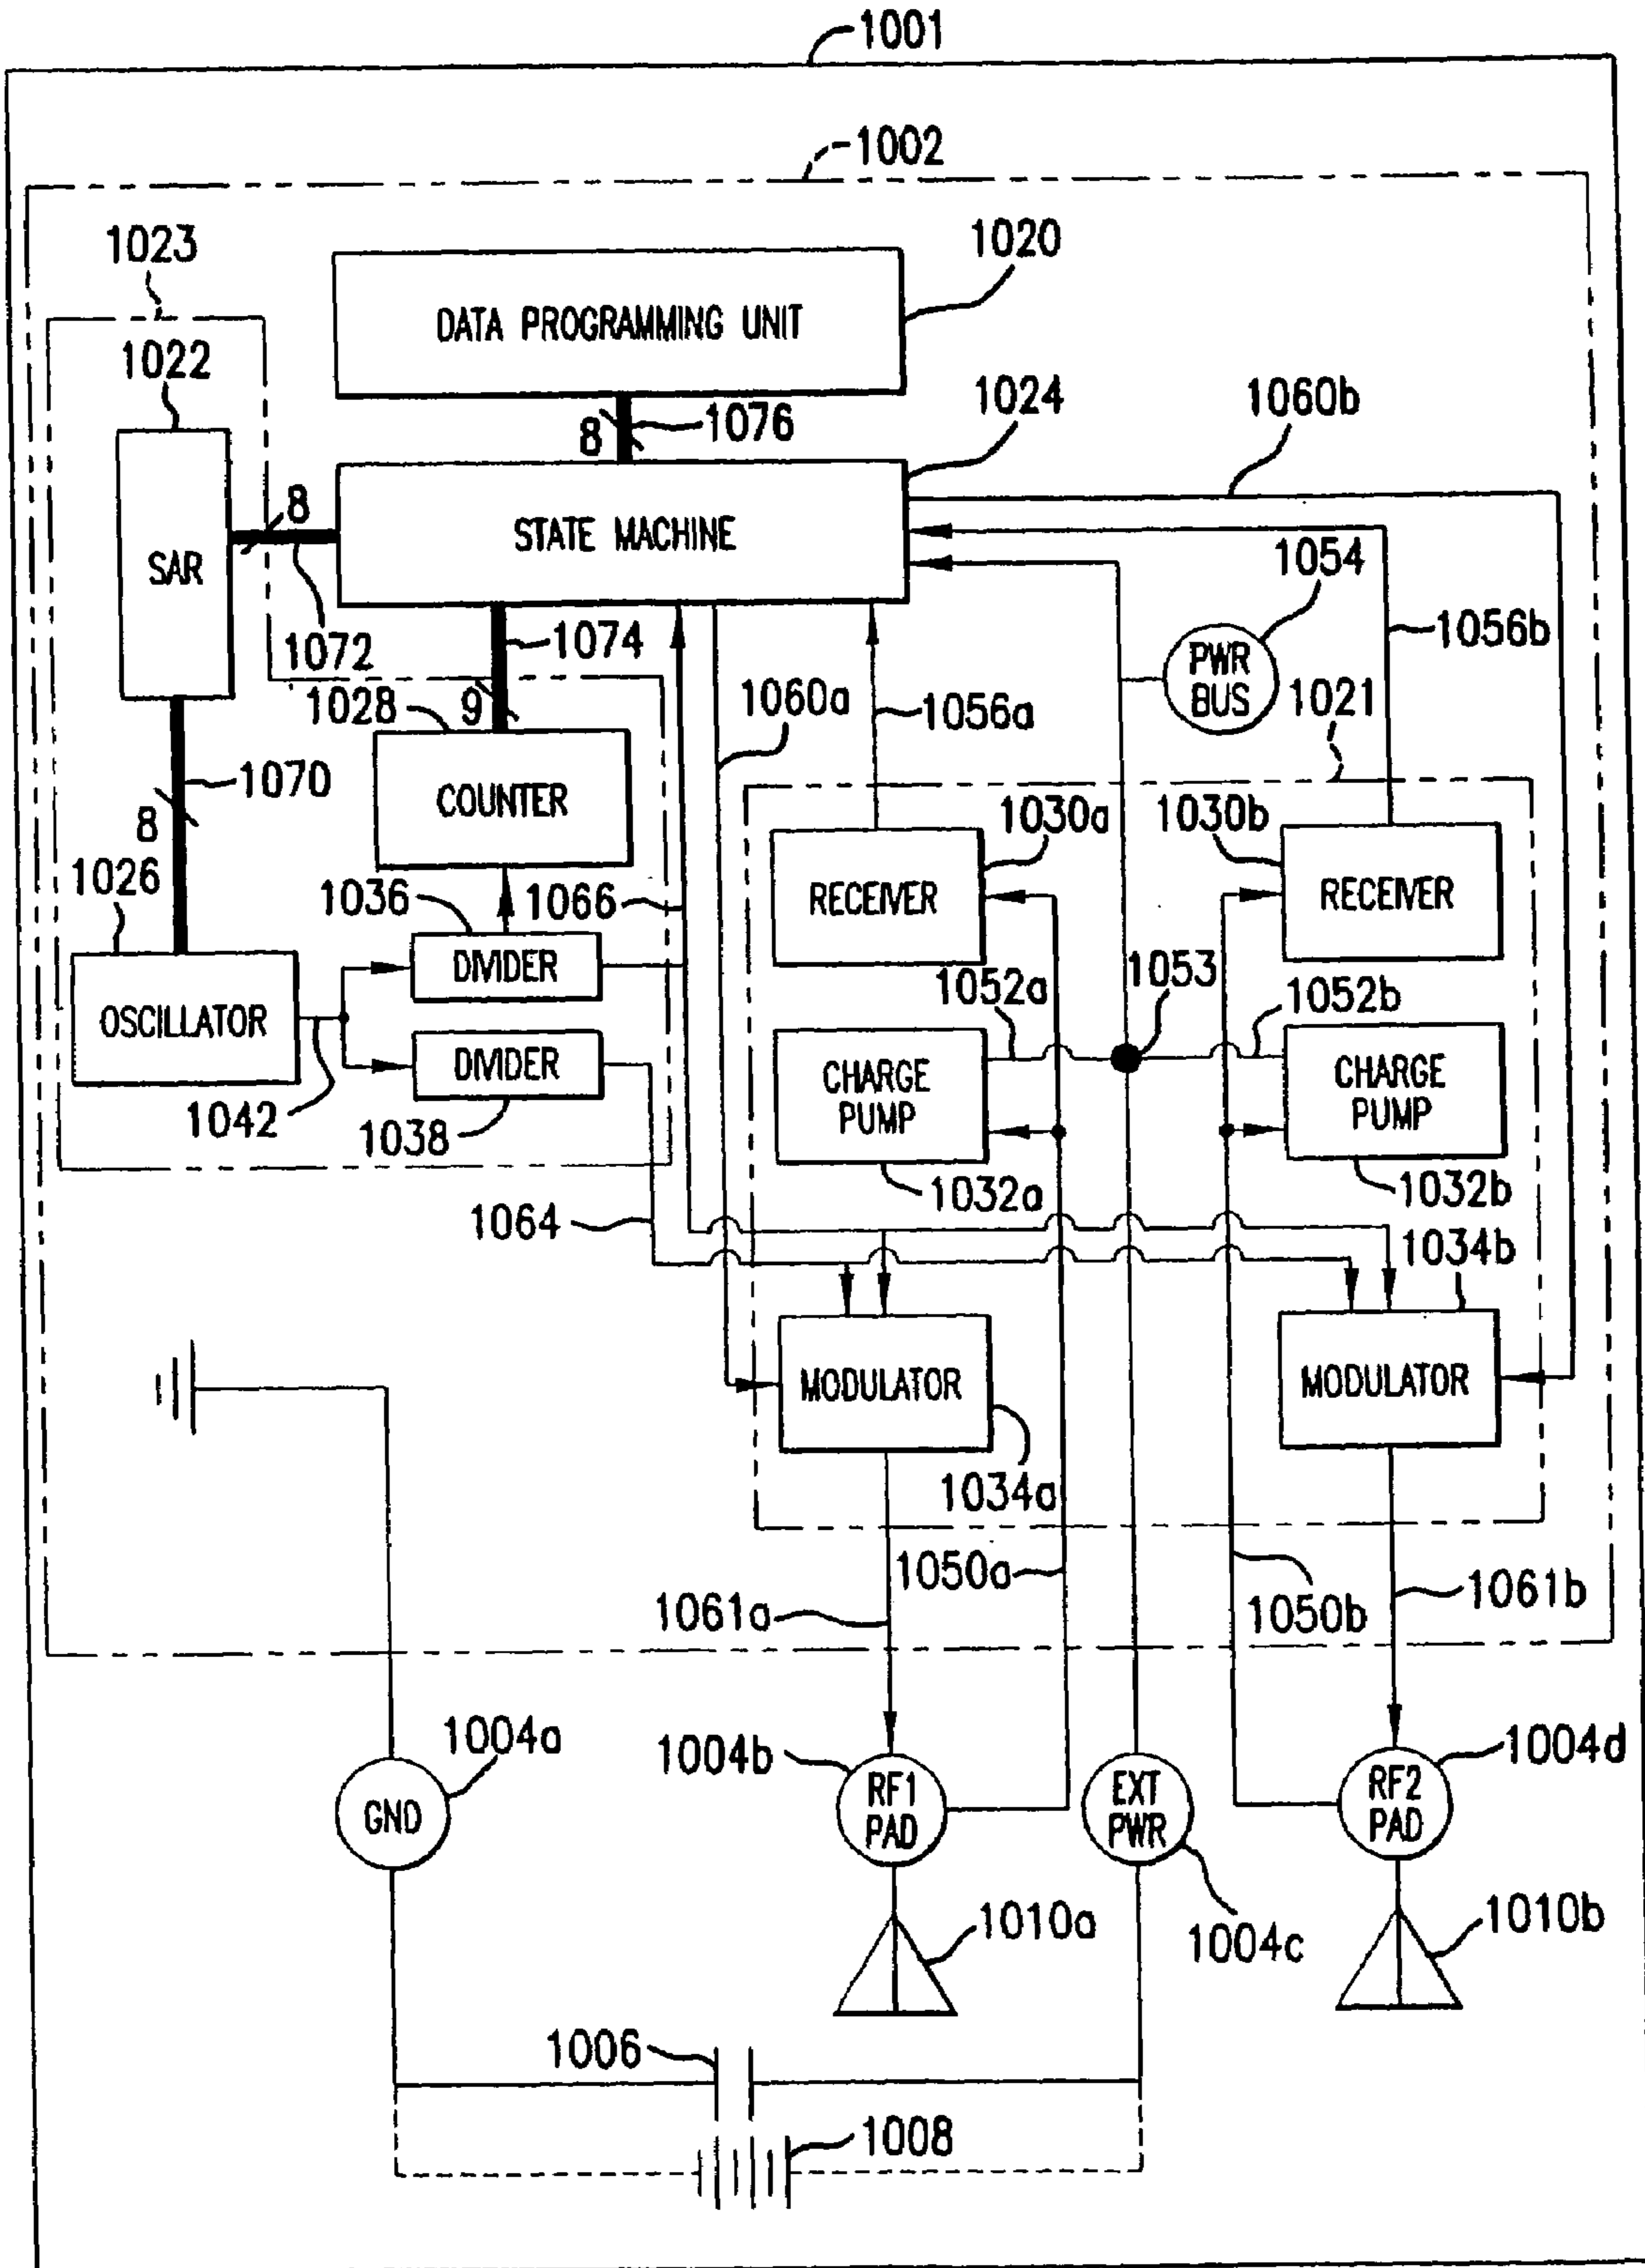 1001
1002
1023
1020
DATA PROGRAMMING UNIT
1022
1024
1060b
8
1076
8
SAR
STATE MACHINE
1054
1072
1074
PWR
BUS
1056b
1028
9
1060a
1056a
1021
1070
8
COUNTER
1030a
1030b
1026
1036
1066
RECEIVER
RECEIVER
OSCILLATOR
DIVIDER
1052a
1053
1052b
DIVIDER
CHARGE
PUMP
CHARGE
PUMP
1042
1038
1032a
1032b
1064
1034b
MODULATOR
MODULATOR
1034a
1050a
1061a
1050b
1061b
1004a
1004b
1004d
GND
RF1
PAD
EXT
PWR
RF2
PAD
1010a
1004c
1010b
1006
1008